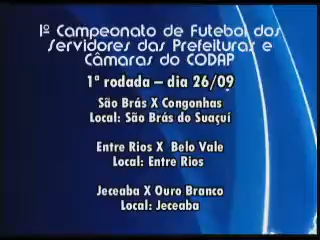 1º Campeonato de Futebol dos
Servidores das Prefeituras e
Câmaras do CODAP
1ª rodada – dia 26/09
São Brás X Congonhas
Local: São Brás do Suaçuí
Entre Rios X Belo Vale
Local: Entre Rios
Jeceaba X Ouro Branco
Local: Jeceaba